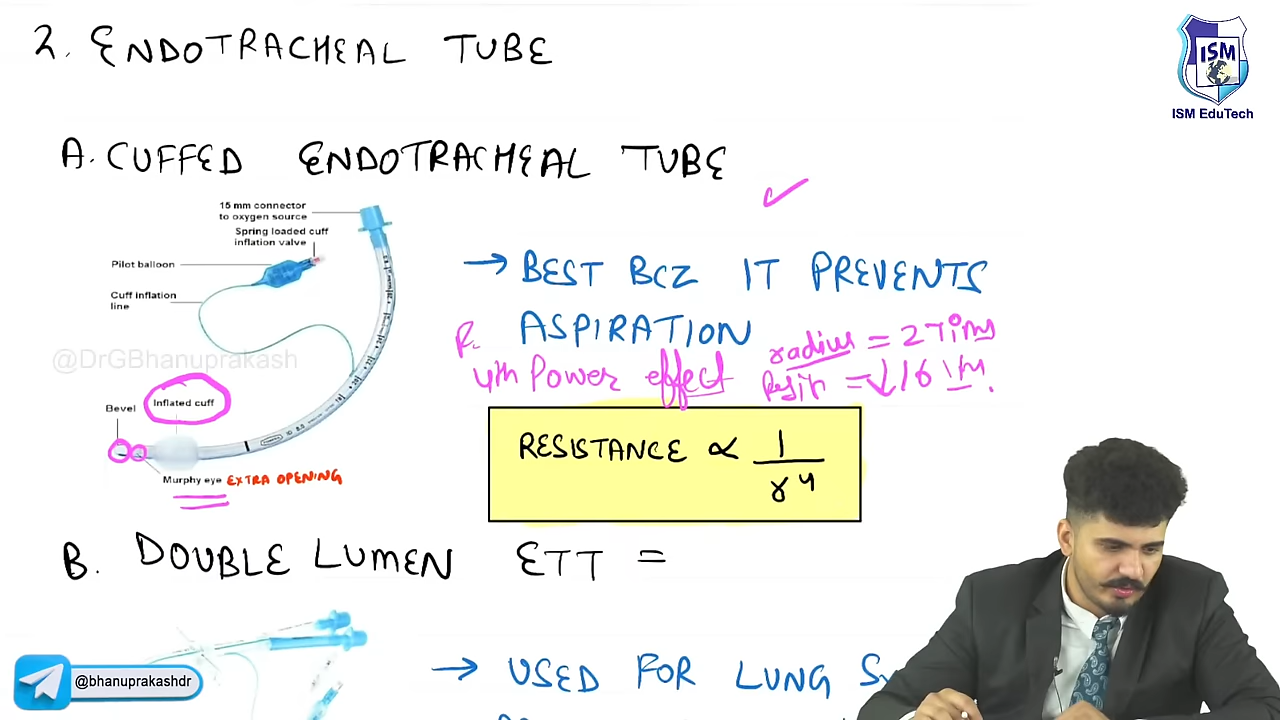 2. ENDOTRACHEAL TUBE
ISM
ISM EduTech
A. CUFFED ENDOTRACHEAL TUBE
15 mm connector
to oxygen source
Spring loaded cuff
inflation valve
Pilot balloon
Cuff inflation
line
@DrGBhanuprakash
Inflated cuff
Bevel
Murphy eye EXTRA OPENING
→ BEST BCZ IT PREVENTS
ASPIRATION
radius = 2 Times
4th Power effect
= ↓ 16
RESISTANCE ∝ 1
r4
B. DOUBLE LUMEN ETT =
→ USED FOR LUNG
@bhanuprakashdr